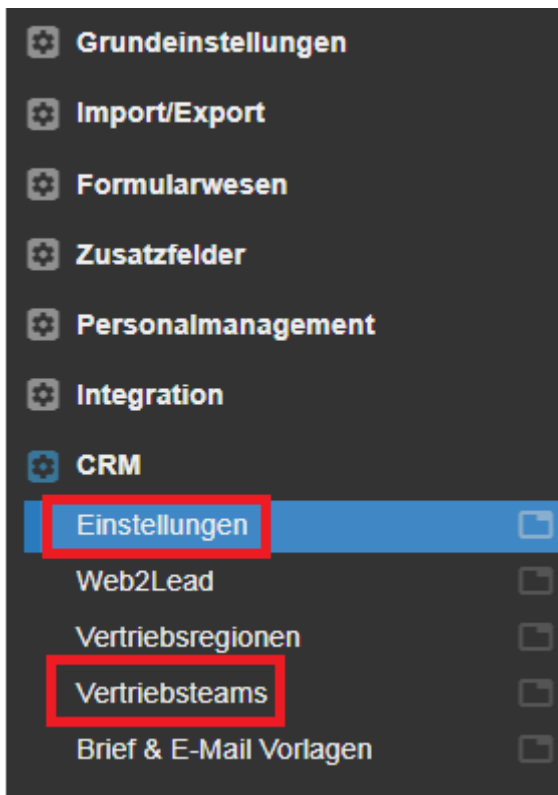 Grundeinstellungen
Import/Export
Formularwesen
Zusatzfelder
Personalmanagement
Integration
CRM
Einstellungen
Web2Lead
Vertriebsregionen
Vertriebsteams
Brief & E-Mail Vorlagen